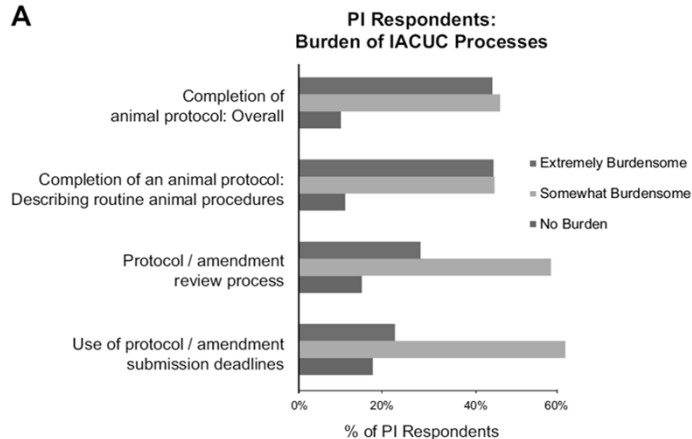 A
PI Respondents:
Burden of IACUC Processes
Completion of
animal protocol: Overall
Completion of an animal protocol:
Describing routine animal procedures
Protocol / amendment
review process
Use of protocol / amendment
submission deadlines
Extremely Burdensome
Somewhat Burdensome
No Burden
0% 20% 40% 60%
% of PI Respondents